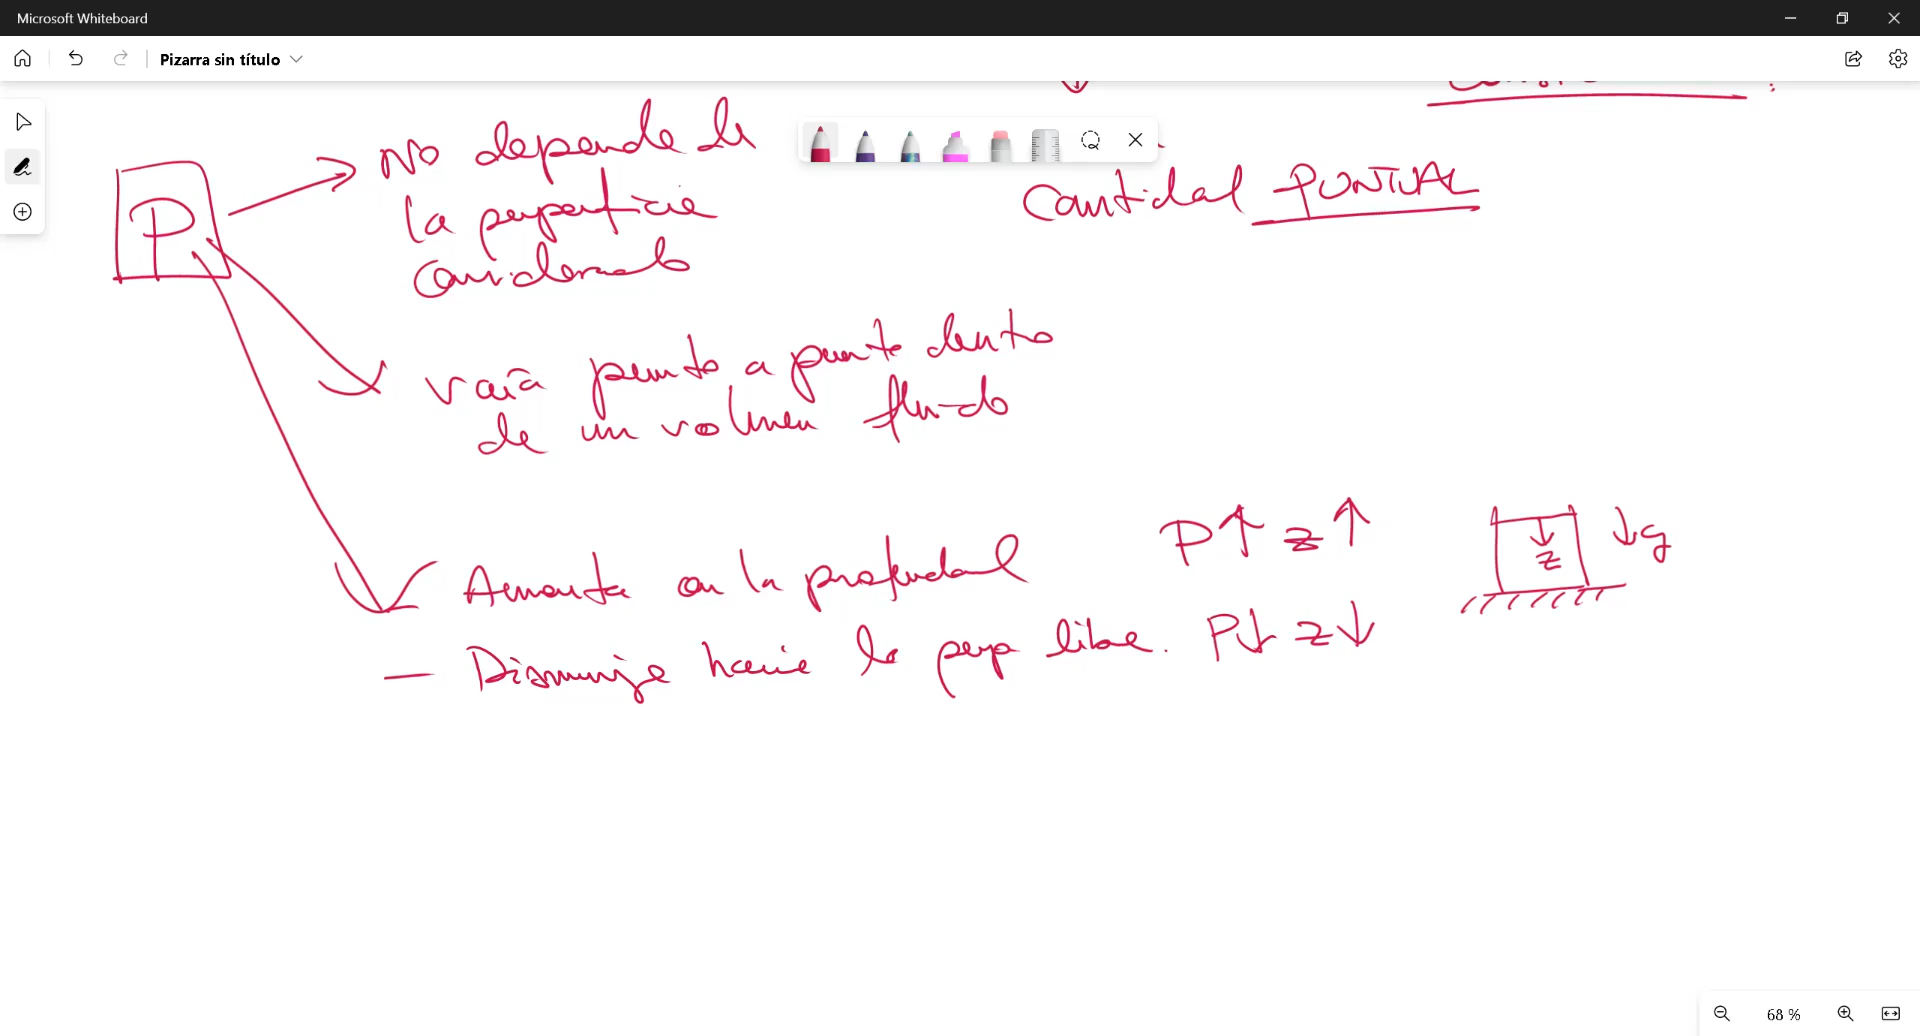 Microsoft Whiteboard
Pizarra sin título
No depende de
la superficie
considerada
P
Cantidad PUNTUAL
Varía punto a punto dentro
de un volumen fluido
Aumenta con la profundidad
P↑ z↑
↓g
z
— Disminuye hacia la sup libre. P↓ z↓
68 %